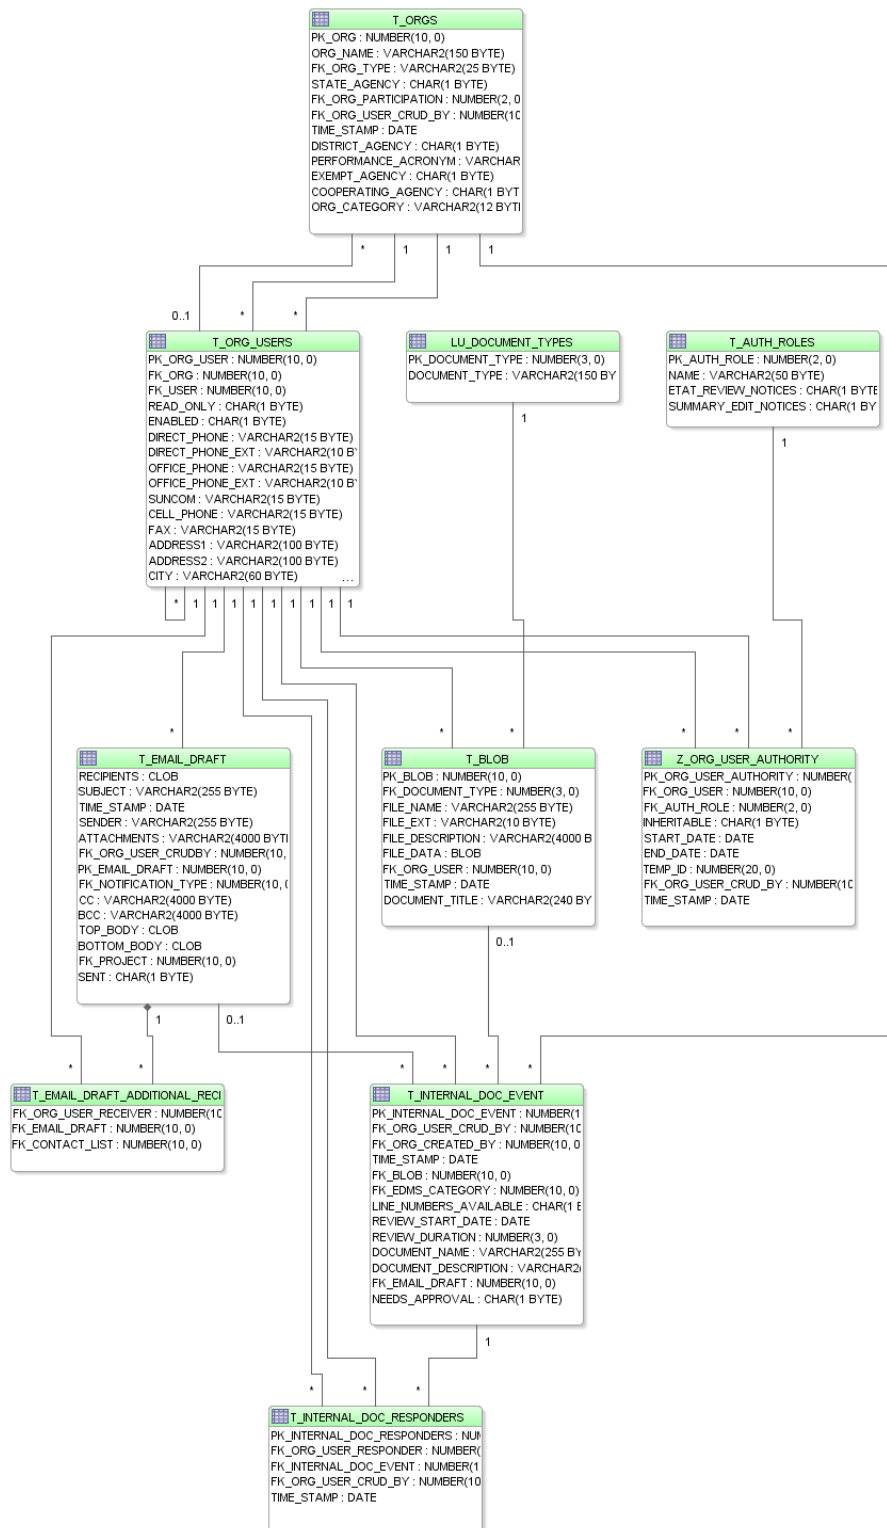 T_ORGS
PK_ORG : NUMBER(10, 0)
ORG_NAME : VARCHAR2(150 BYTE)
FK_ORG_TYPE : VARCHAR2(25 BYTE)
STATE_AGENCY : CHAR(1 BYTE)
FK_ORG_PARTICIPATION : NUMBER(2, 0
FK_ORG_USER_CRUD_BY : NUMBER(10
TIME_STAMP : DATE
DISTRICT_AGENCY : CHAR(1 BYTE)
PERFORMANCE_ACRONYM : VARCHAR
EXEMPT_AGENCY : CHAR(1 BYTE)
COOPERATING_AGENCY : CHAR(1 BYT
ORG_CATEGORY : VARCHAR2(12 BYTI
* 1 1 1
0..1 * *
T_ORG_USERS
PK_ORG_USER : NUMBER(10, 0)
FK_ORG : NUMBER(10, 0)
FK_USER : NUMBER(10, 0)
READ_ONLY : CHAR(1 BYTE)
ENABLED : CHAR(1 BYTE)
DIRECT_PHONE : VARCHAR2(15 BYTE)
DIRECT_PHONE_EXT : VARCHAR2(10 B
OFFICE_PHONE : VARCHAR2(15 BYTE)
OFFICE_PHONE_EXT : VARCHAR2(10 B
SUNCOM : VARCHAR2(15 BYTE)
CELL_PHONE : VARCHAR2(15 BYTE)
FAX : VARCHAR2(15 BYTE)
ADDRESS1 : VARCHAR2(100 BYTE)
ADDRESS2 : VARCHAR2(100 BYTE)
CITY : VARCHAR2(60 BYTE) ...
LU_DOCUMENT_TYPES
PK_DOCUMENT_TYPE : NUMBER(3, 0)
DOCUMENT_TYPE : VARCHAR2(150 BY
1
T_AUTH_ROLES
PK_AUTH_ROLE : NUMBER(2, 0)
NAME : VARCHAR2(50 BYTE)
ETAT_REVIEW_NOTICES : CHAR(1 BYTE
SUMMARY_EDIT_NOTICES : CHAR(1 BY
1
* 1 1 1 1 1 1 1 1 1
* * * * * *
T_EMAIL_DRAFT
RECIPIENTS : CLOB
SUBJECT : VARCHAR2(255 BYTE)
TIME_STAMP : DATE
SENDER : VARCHAR2(255 BYTE)
ATTACHMENTS : VARCHAR2(4000 BYTI
FK_ORG_USER_CRUDBY : NUMBER(10,
PK_EMAIL_DRAFT : NUMBER(10, 0)
FK_NOTIFICATION_TYPE : NUMBER(10, (
CC : VARCHAR2(4000 BYTE)
BCC : VARCHAR2(4000 BYTE)
TOP_BODY : CLOB
BOTTOM_BODY : CLOB
FK_PROJECT : NUMBER(10, 0)
SENT : CHAR(1 BYTE)
1 0..1
T_BLOB
PK_BLOB : NUMBER(10, 0)
FK_DOCUMENT_TYPE : NUMBER(3, 0)
FILE_NAME : VARCHAR2(255 BYTE)
FILE_EXT : VARCHAR2(10 BYTE)
FILE_DESCRIPTION : VARCHAR2(4000 B
FILE_DATA : BLOB
FK_ORG_USER : NUMBER(10, 0)
TIME_STAMP : DATE
DOCUMENT_TITLE : VARCHAR2(240 BY
0..1
Z_ORG_USER_AUTHORITY
PK_ORG_USER_AUTHORITY : NUMBER(
FK_ORG_USER : NUMBER(10, 0)
FK_AUTH_ROLE : NUMBER(2, 0)
INHERITABLE : CHAR(1 BYTE)
START_DATE : DATE
END_DATE : DATE
TEMP_ID : NUMBER(20, 0)
FK_ORG_USER_CRUD_BY : NUMBER(10
TIME_STAMP : DATE
* * * * * *
T_EMAIL_DRAFT_ADDITIONAL_RECI
FK_ORG_USER_RECEIVER : NUMBER(10
FK_EMAIL_DRAFT : NUMBER(10, 0)
FK_CONTACT_LIST : NUMBER(10, 0)
T_INTERNAL_DOC_EVENT
PK_INTERNAL_DOC_EVENT : NUMBER(1
FK_ORG_USER_CRUD_BY : NUMBER(10
FK_ORG_CREATED_BY : NUMBER(10, 0
TIME_STAMP : DATE
FK_BLOB : NUMBER(10, 0)
FK_EDMS_CATEGORY : NUMBER(10, 0)
LINE_NUMBERS_AVAILABLE : CHAR(1 E
REVIEW_START_DATE : DATE
REVIEW_DURATION : NUMBER(3, 0)
DOCUMENT_NAME : VARCHAR2(255 BY
DOCUMENT_DESCRIPTION : VARCHAR2(
FK_EMAIL_DRAFT : NUMBER(10, 0)
NEEDS_APPROVAL : CHAR(1 BYTE)
1
* * *
T_INTERNAL_DOC_RESPONDERS
PK_INTERNAL_DOC_RESPONDERS : NUM
FK_ORG_USER_RESPONDER : NUMBER(
FK_INTERNAL_DOC_EVENT : NUMBER(1
FK_ORG_USER_CRUD_BY : NUMBER(10
TIME_STAMP : DATE